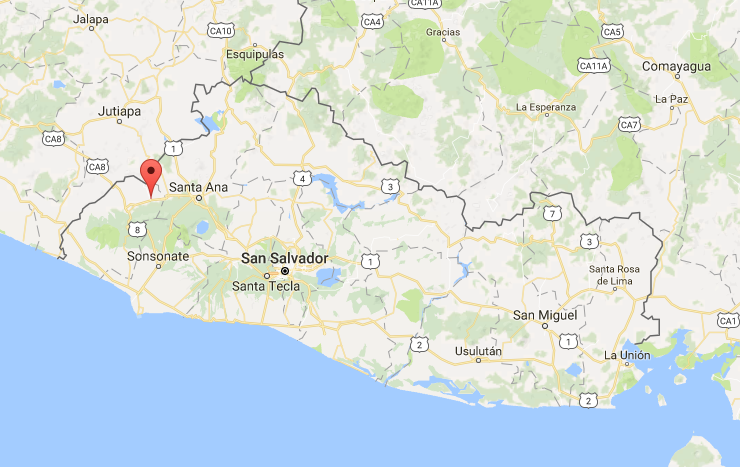 CA11A
Jalapa
CA4
CA10
Gracias
CA5
Esquipulas
CA11A
Comayagua
La Paz
La Esperanza
Jutiapa
CA7
CA8
1
CA8
4
3
Santa Ana
7
8
3
Sonsonate
San Salvador
1
Santa Rosa
de Lima
Santa Tecla
San Miguel
CA1
1
2
Usulután
La Unión
2